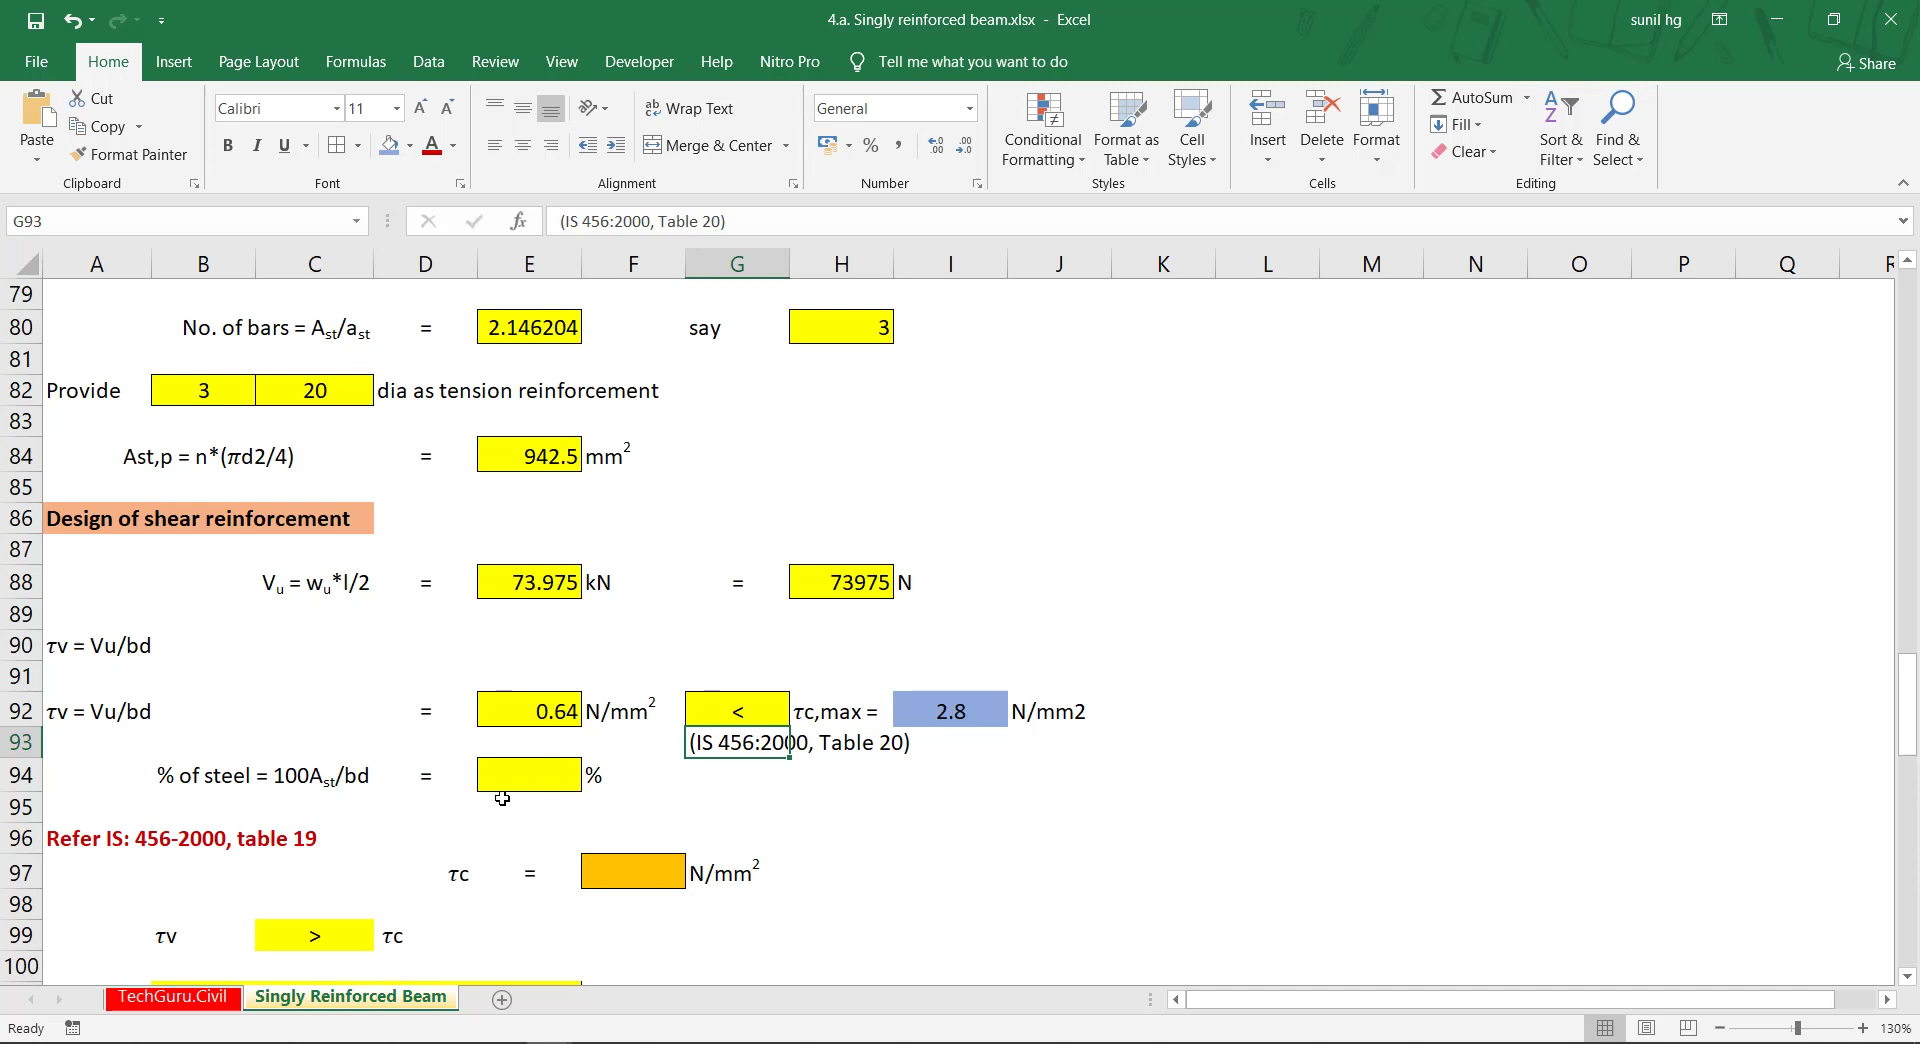 4.a. Singly reinforced beam.xlsx - Excel
sunil hg
File Home Insert Page Layout Formulas Data Review View Developer Help Nitro Pro Tell me what you want to do
Share
Paste
Cut
Copy
Format Painter
Clipboard
Calibri 11
B I U A
Font
Wrap Text
Merge & Center
Alignment
General
%
Number
Conditional Formatting
Format as Table
Cell Styles
Styles
Insert
Delete
Format
Cells
AutoSum
Fill
Clear
Sort & Filter
Find & Select
Editing
G93
fx
(IS 456:2000, Table 20)
A B C D E F G H I J K L M N O P Q R
79
80 No. of bars = Ast/ast = 2.146204 say 3
81
82 Provide 3 20 dia as tension reinforcement
83
84 Ast,p = n*(πd2/4) = 942.5 mm2
85
86 Design of shear reinforcement
87
88 Vu = wu*l/2 = 73.975 kN = 73975 N
89
90 τv = Vu/bd
91
92 τv = Vu/bd = 0.64 N/mm2 < τc,max = 2.8 N/mm2
93 (IS 456:2000, Table 20)
94 % of steel = 100Ast/bd = %
95
96 Refer IS: 456-2000, table 19
97 τc = N/mm2
98
99 τv > τc
100
TechGuru.Civil Singly Reinforced Beam
Ready
130%